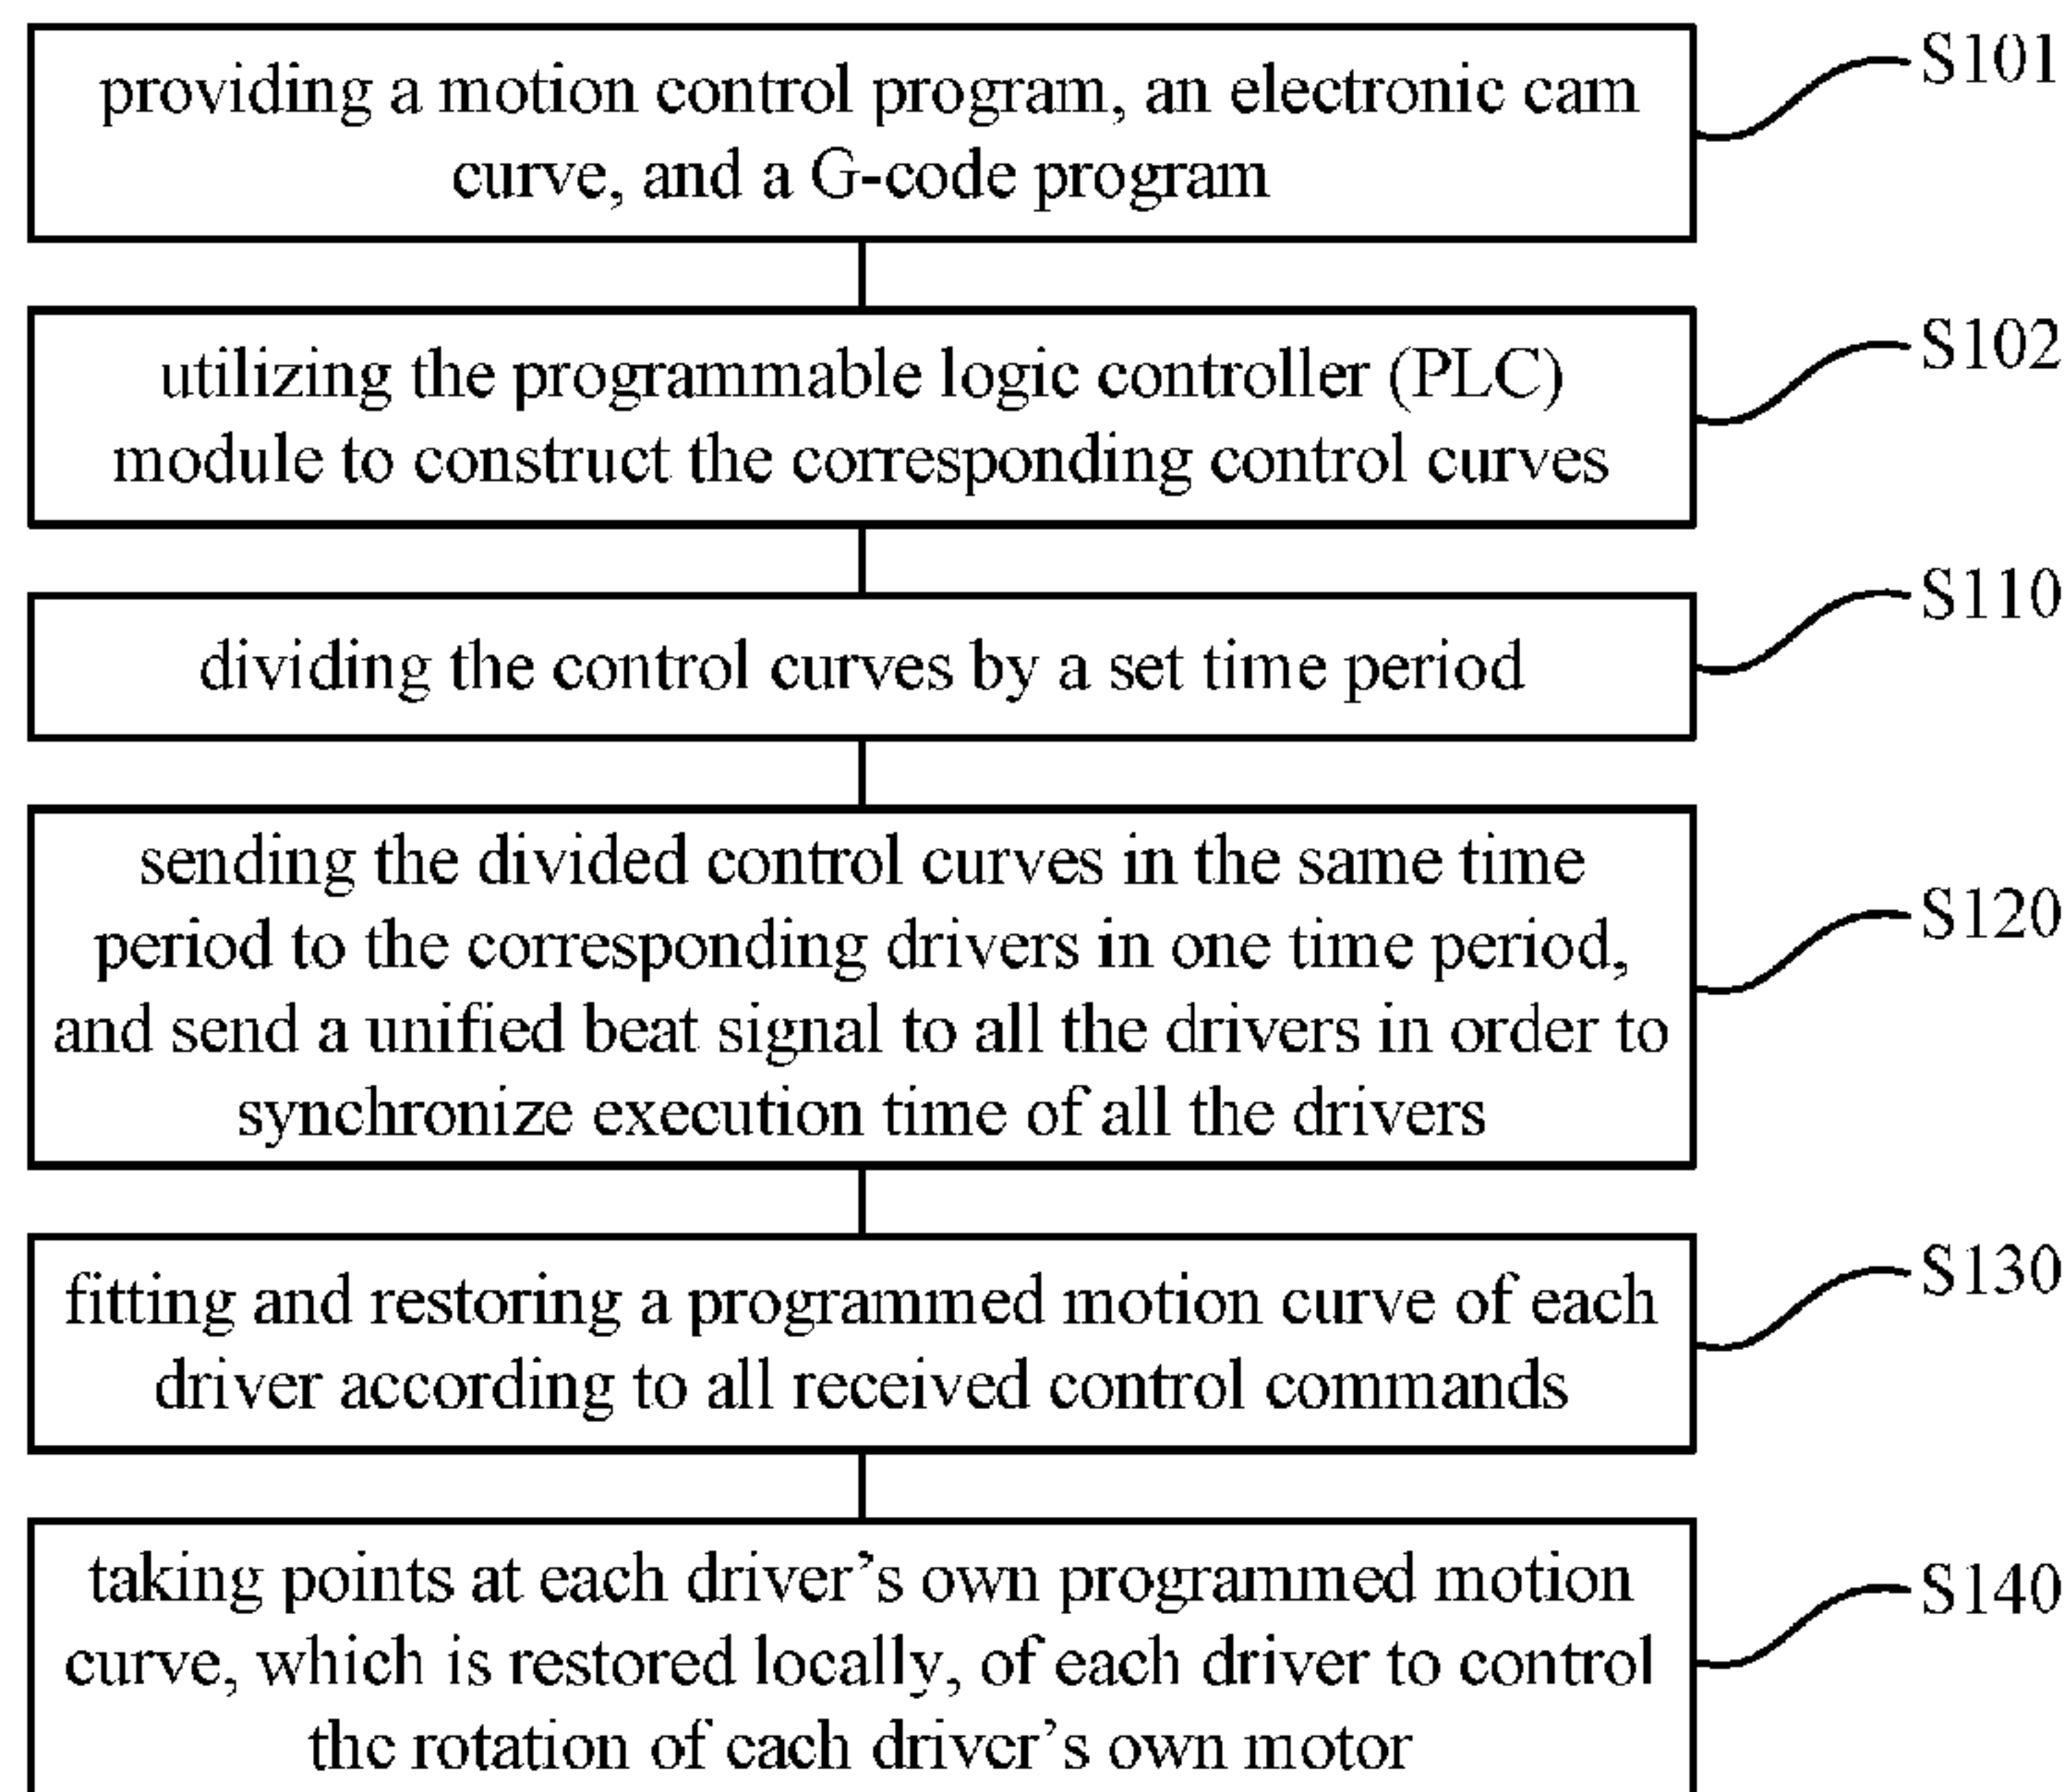 providing a motion control program, an electronic cam
curve, and a G-code program
S101
utilizing the programmable logic controller (PLC)
module to construct the corresponding control curves
S102
dividing the control curves by a set time period
S110
sending the divided control curves in the same time
period to the corresponding drivers in one time period,
and send a unified beat signal to all the drivers in order to
synchronize execution time of all the drivers
S120
fitting and restoring a programmed motion curve of each
driver according to all received control commands
S130
taking points at each driver’s own programmed motion
curve, which is restored locally, of each driver to control
the rotation of each driver’s own motor
S140